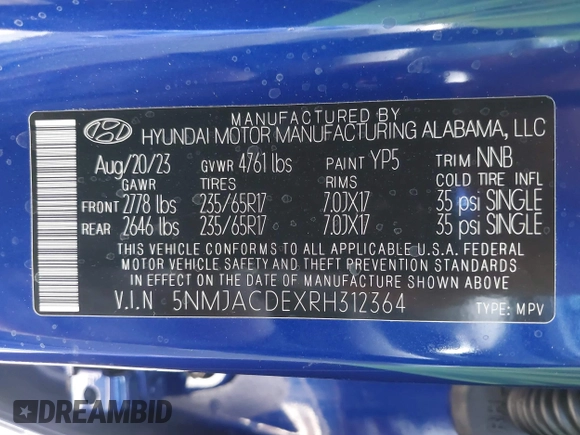 MANUFACTURED BY
HYUNDAI MOTOR MANUFACTURING ALABAMA, LLC
Aug/20/23 GVWR 4761 lbs PAINT YP5 TRIM NNB
GAWR TIRES RIMS COLD TIRE INFL
FRONT 2778 lbs 235/65R17 7.0JX17 35 psi SINGLE
REAR 2646 lbs 235/65R17 7.0JX17 35 psi SINGLE
THIS VEHICLE CONFORMS TO ALL APPLICABLE U.S.A. FEDERAL
MOTOR VEHICLE SAFETY AND THEFT PREVENTION STANDARDS
IN EFFECT ON THE DATE OF MANUFACTURE SHOWN ABOVE.
V.I.N 5NMJACDEXRH312364 TYPE: MPV
DREAMBID